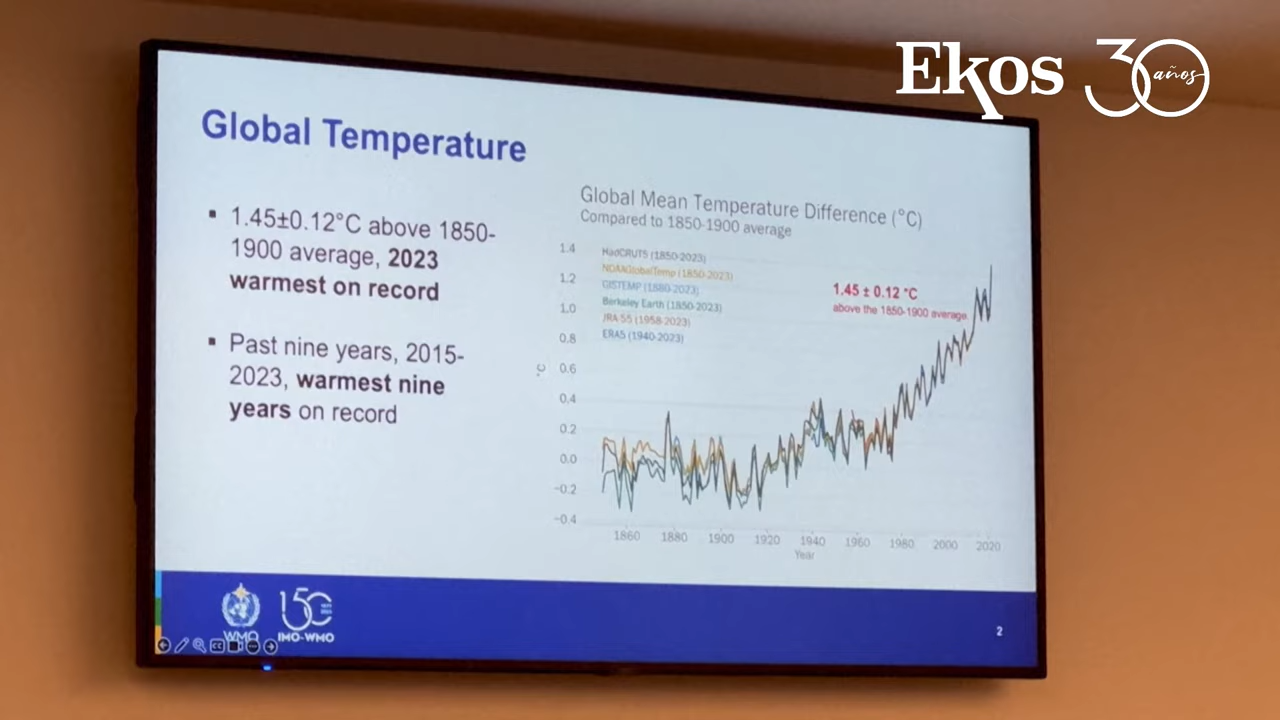 Ekos 30 años
Global Temperature
▪ 1.45±0.12°C above 1850-
1900 average, 2023
warmest on record
▪ Past nine years, 2015-
2023, warmest nine
years on record
Global Mean Temperature Difference (°C)
Compared to 1850-1900 average
HadCRUT5 (1850-2023)
NOAAGlobalTemp (1850-2023)
GISTEMP (1880-2023)
Berkeley Earth (1850-2023)
JRA-55 (1958-2023)
ERA5 (1940-2023)
1.45 ± 0.12 °C
above the 1850-1900 average
1.4
1.2
1.0
0.8
0.6
0.4
0.2
0.0
−0.2
−0.4
°C
1860 1880 1900 1920 1940 1960 1980 2000 2020
Year
WMO
150
IMO-WMO
CC
2